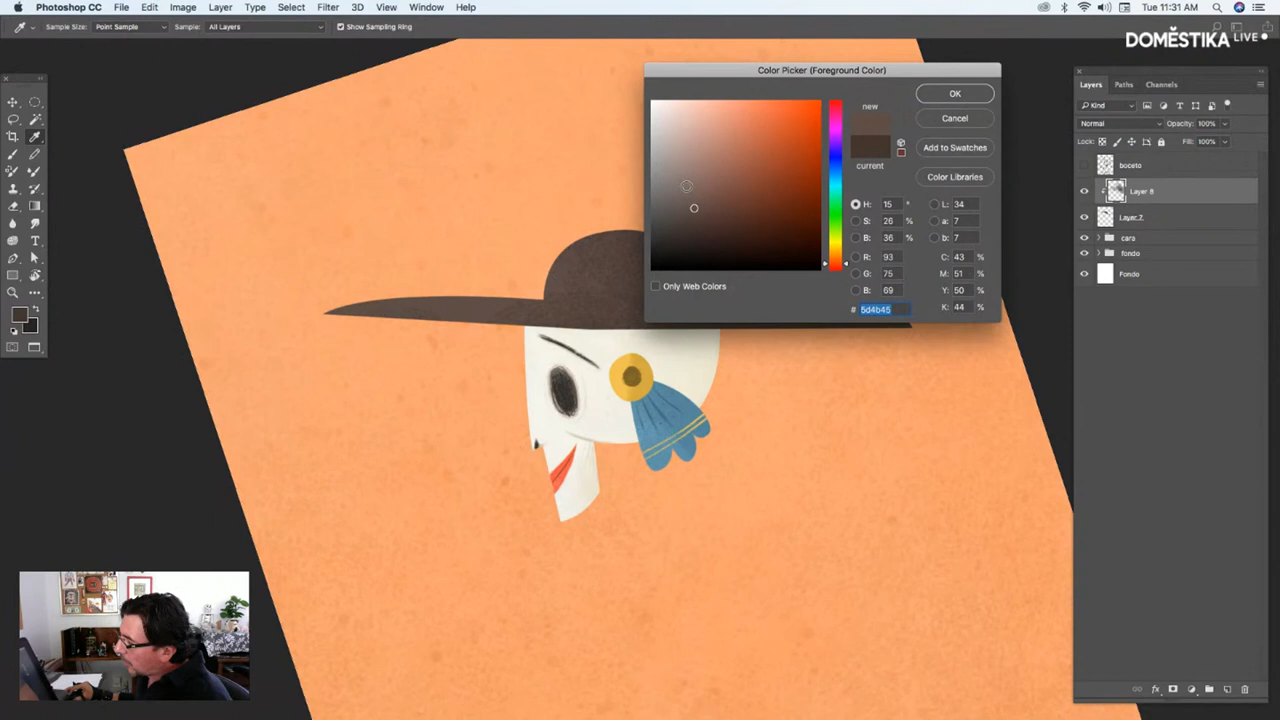 Photoshop CC File Edit Image Layer Type Select Filter 3D View Window Help Tue 11:31 AM
Sample Size: Point Sample Sample: All Layers Show Sampling Ring
DOMESTIKA LIVE
Color Picker (Foreground Color)
new
current
OK
Cancel
Add to Swatches
Color Libraries
H: 15 °
S: 26 %
B: 36 %
R: 93
G: 75
B: 69
# 5d4b45
L: 34
a: 7
b: 7
C: 43 %
M: 51 %
Y: 50 %
K: 44 %
Only Web Colors
Layers Paths Channels
Kind
Normal Opacity: 100%
Lock: Fill: 100%
boceto
Layer 8
Layer 7
cara
fondo
Fondo
fx